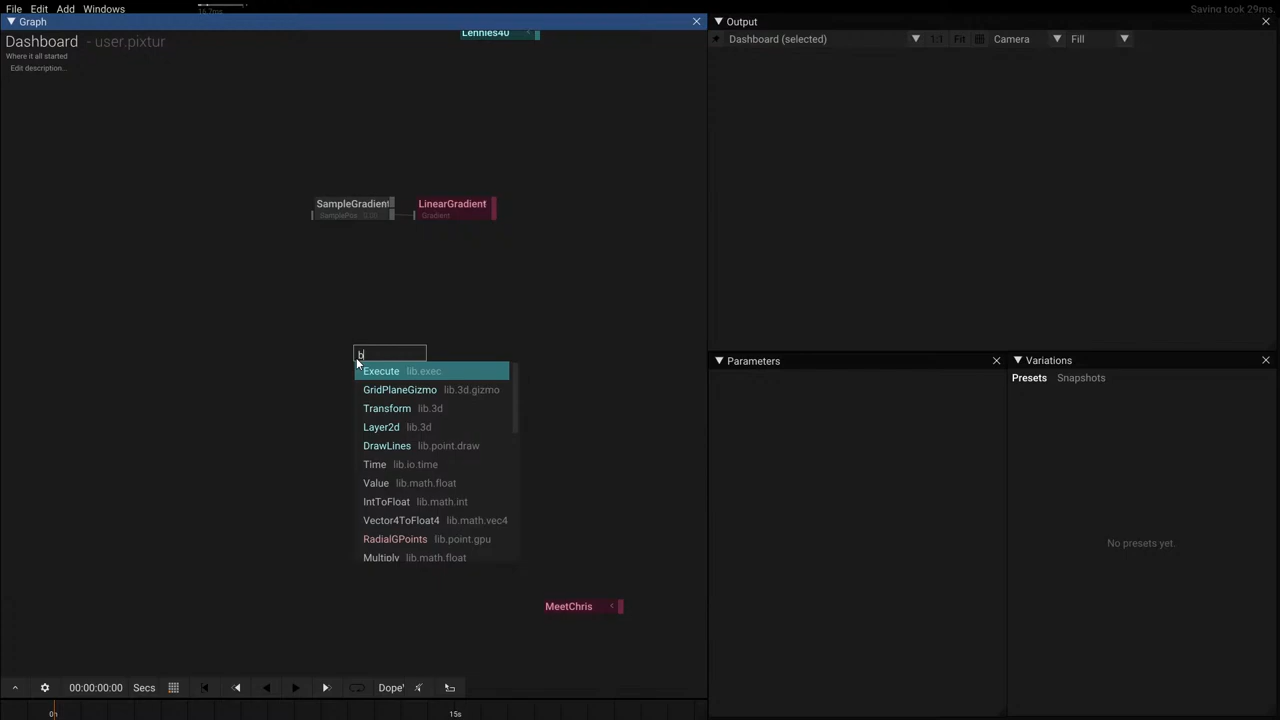 File Edit Add Windows
16.7ms
Saving took 29ms.
Graph
Output
Dashboard - user.pixtur
Where it all started
Edit description...
Lennies40
Dashboard (selected)
1:1 Fit Camera Fill
SampleGradient
SamplePos
LinearGradient
Gradient
b
Execute lib.exec
GridPlaneGizmo lib.3d.gizmo
Transform lib.3d
Layer2d lib.3d
DrawLines lib.point.draw
Time lib.io.time
Value lib.math.float
IntToFloat lib.math.int
Vector4ToFloat4 lib.math.vec4
RadialGPoints lib.point.gpu
Multiply lib.math.float
MeetChris
Parameters
Variations
Presets Snapshots
No presets yet.
00:00:00:00 Secs
Dope'
15s